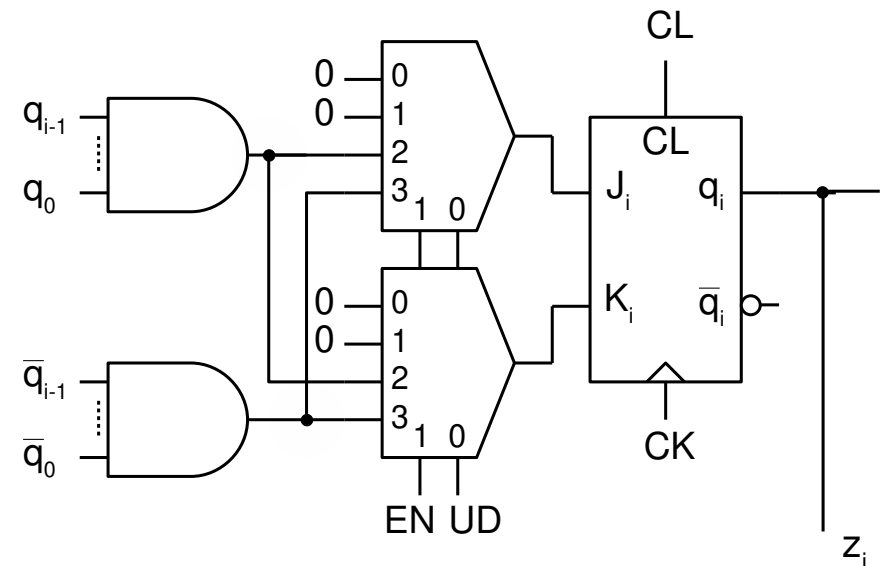 CL
q_{i-1}
q_0
0 0
0 1
2
3
1 0
CL
J_i q_i
K_i q̅_i
0 0
0 1
2
3
1 0
q̅_{i-1}
q̅_0
CK
EN UD
z_i